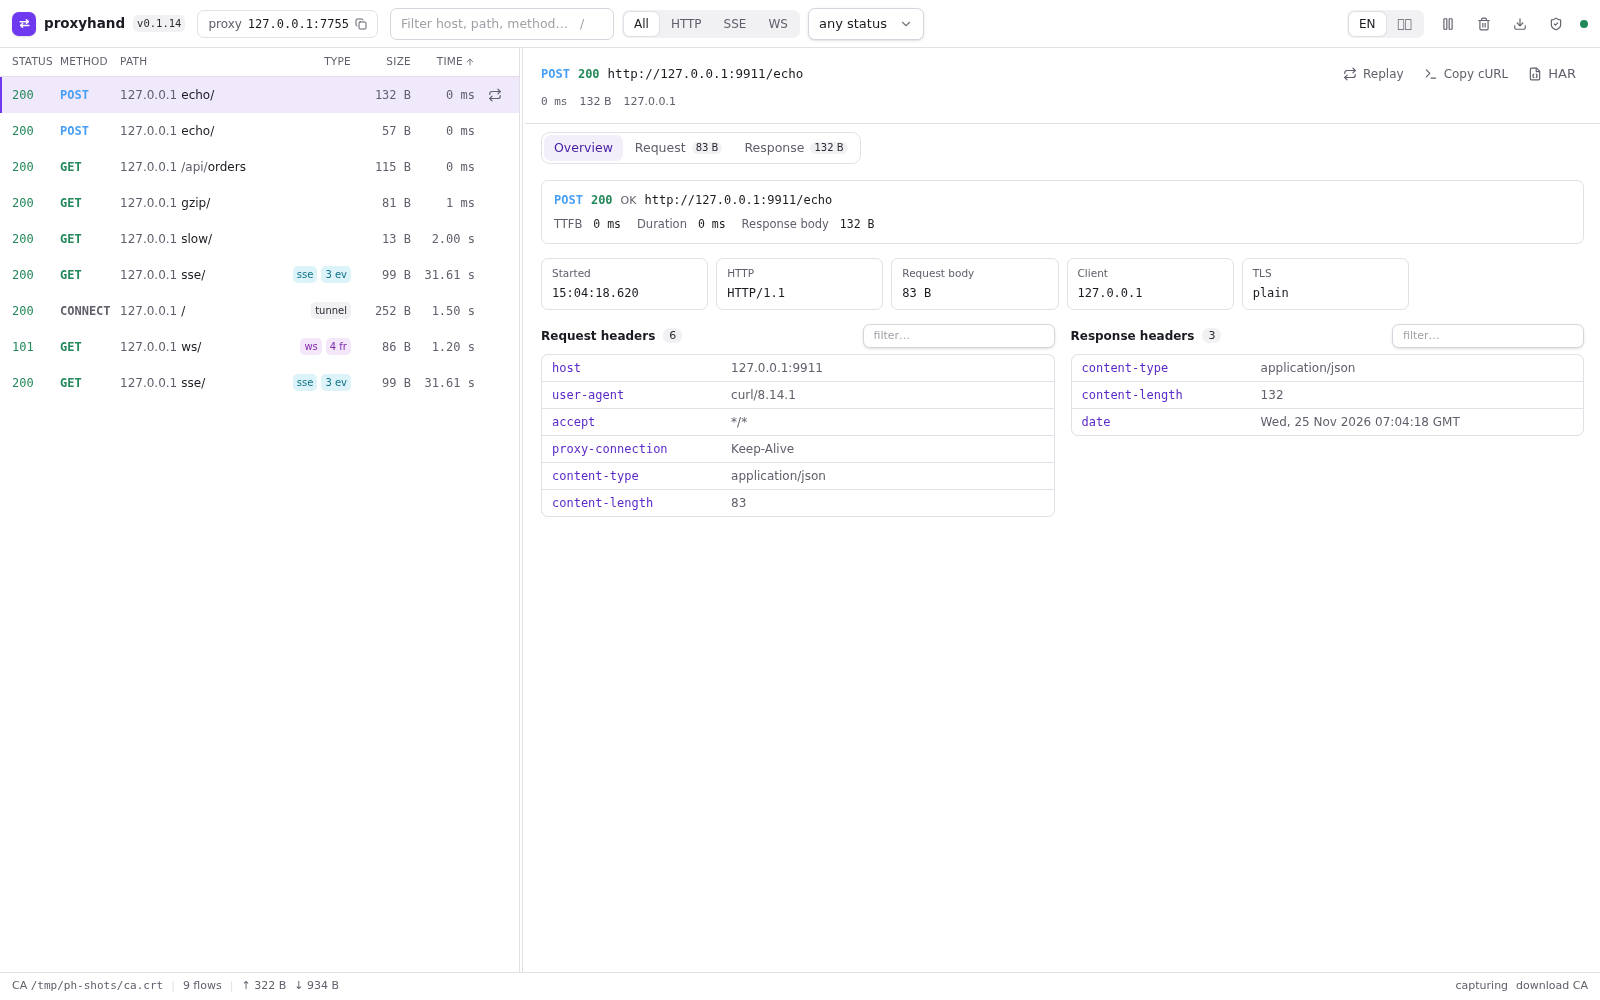 proxyhand v0.1.14 proxy 127.0.0.1:7755 Filter host, path, method… / All HTTP SSE WS any status EN
STATUS METHOD PATH TYPE SIZE TIME ↑
200 POST 127.0.0.1 echo/ 132 B 0 ms
200 POST 127.0.0.1 echo/ 57 B 0 ms
200 GET 127.0.0.1 /api/orders 115 B 0 ms
200 GET 127.0.0.1 gzip/ 81 B 1 ms
200 GET 127.0.0.1 slow/ 13 B 2.00 s
200 GET 127.0.0.1 sse/ sse 3 ev 99 B 31.61 s
200 CONNECT 127.0.0.1 / tunnel 252 B 1.50 s
101 GET 127.0.0.1 ws/ ws 4 fr 86 B 1.20 s
200 GET 127.0.0.1 sse/ sse 3 ev 99 B 31.61 s
POST 200 http://127.0.0.1:9911/echo Replay Copy cURL HAR
0 ms 132 B 127.0.0.1
Overview Request 83 B Response 132 B
POST 200 OK http://127.0.0.1:9911/echo
TTFB 0 ms Duration 0 ms Response body 132 B
Started HTTP Request body Client TLS
15:04:18.620 HTTP/1.1 83 B 127.0.0.1 plain
Request headers 6 filter…
host 127.0.0.1:9911
user-agent curl/8.14.1
accept */*
proxy-connection Keep-Alive
content-type application/json
content-length 83
Response headers 3 filter…
content-type application/json
content-length 132
date Wed, 25 Nov 2026 07:04:18 GMT
CA /tmp/ph-shots/ca.crt | 9 flows | ↑ 322 B ↓ 934 B capturing download CA